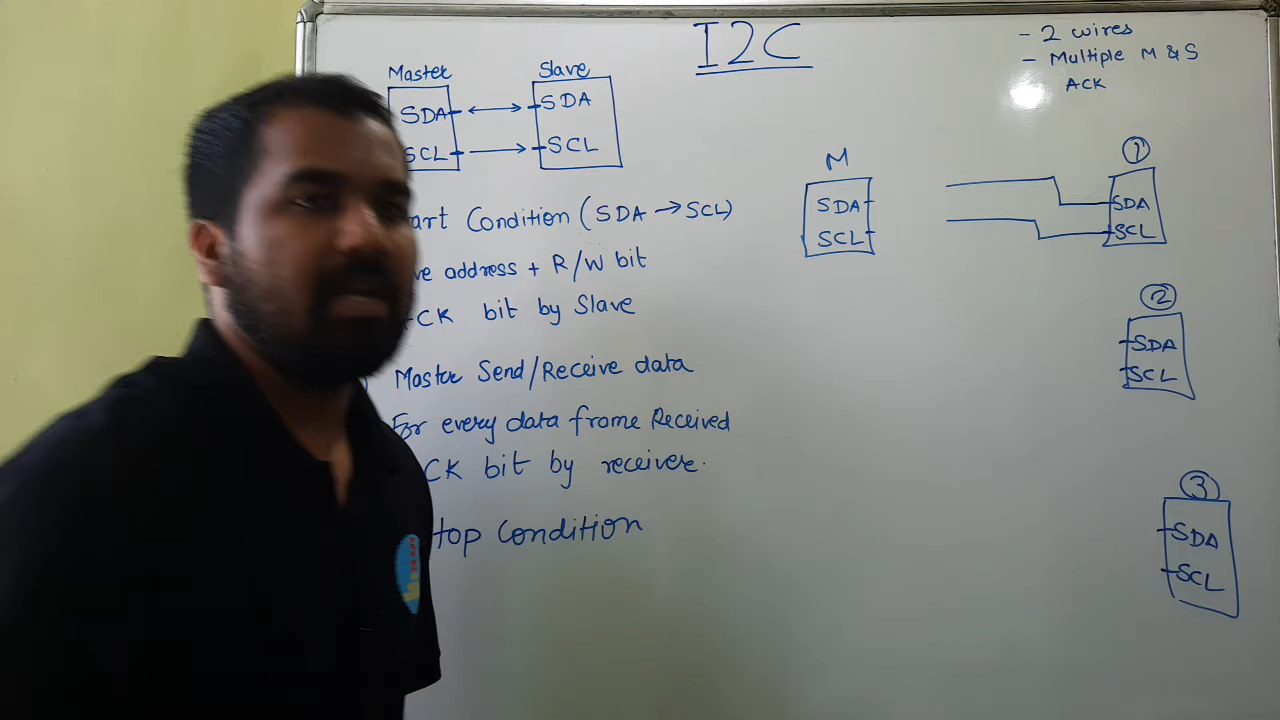 I2C
- 2 wires
- Multiple M & S
ACK
Master Slave
SDA SDA
SCL SCL
art Condition (SDA → SCL)
ve address + R/W bit
CK bit by Slave
Master Send/Receive data
For every data frame Received
CK bit by receiver.
top Condition
M
SDA
SCL
1
SDA
SCL
2
SDA
SCL
3
SDA
SCL